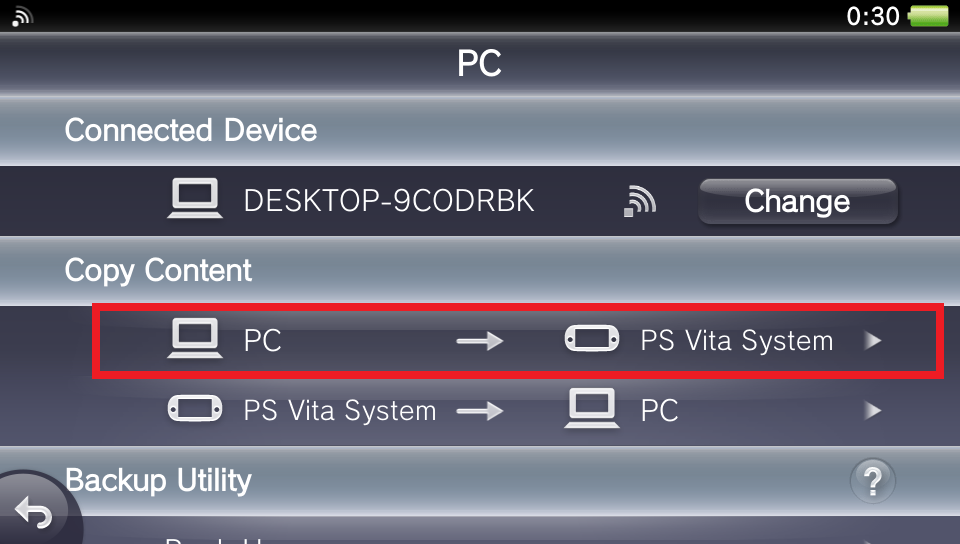 0:30
PC
Connected Device
DESKTOP-9CODRBK
Change
Copy Content
PC PS Vita System
PS Vita System PC
Backup Utility
?